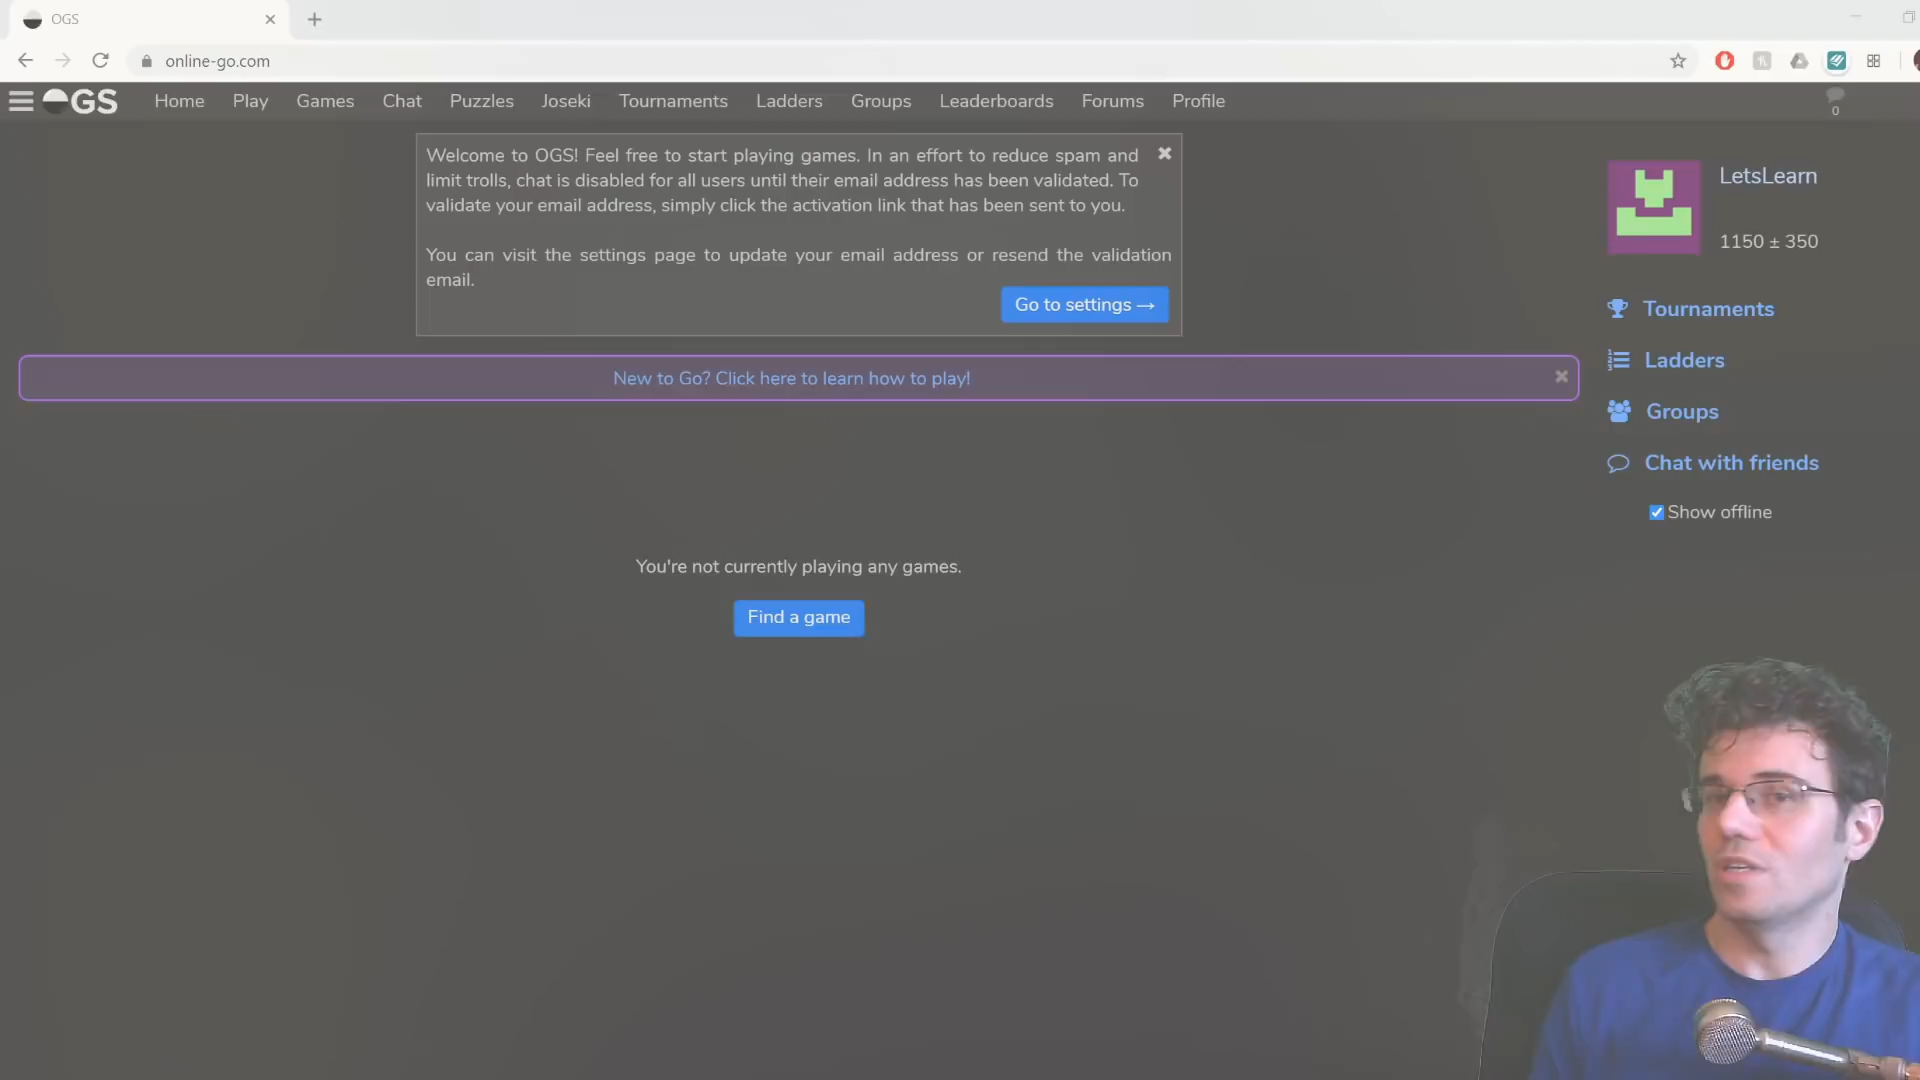 OGS
online-go.com
OGS Home Play Games Chat Puzzles Joseki Tournaments Ladders Groups Leaderboards Forums Profile
0
Welcome to OGS! Feel free to start playing games. In an effort to reduce spam and
limit trolls, chat is disabled for all users until their email address has been validated. To
validate your email address, simply click the activation link that has been sent to you.
You can visit the settings page to update your email address or resend the validation
email.
Go to settings →
New to Go? Click here to learn how to play!
You're not currently playing any games.
Find a game
LetsLearn
1150 ± 350
Tournaments
Ladders
Groups
Chat with friends
Show offline